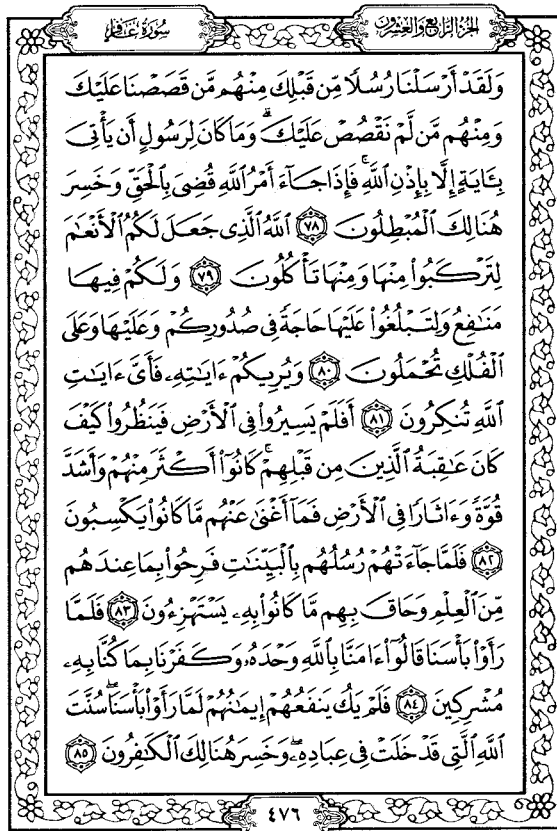 الجزء الرابع والعشرون
سورة غافر
وَلَقَدْ أَرْسَلْنَا رُسُلًا مِّن قَبْلِكَ مِنْهُم مَّن قَصَصْنَا عَلَيْكَ
وَمِنْهُم مَّن لَّمْ نَقْصُصْ عَلَيْكَ ۗ وَمَا كَانَ لِرَسُولٍ أَن يَأْتِىَ
بِـَٔايَةٍ إِلَّا بِإِذْنِ ٱللَّهِ ۚ فَإِذَا جَآءَ أَمْرُ ٱللَّهِ قُضِىَ بِٱلْحَقِّ وَخَسِرَ
هُنَالِكَ ٱلْمُبْطِلُونَ ٧٨ ٱللَّهُ ٱلَّذِى جَعَلَ لَكُمُ ٱلْأَنْعَٰمَ
لِتَرْكَبُوا۟ مِنْهَا وَمِنْهَا تَأْكُلُونَ ٧٩ وَلَكُمْ فِيهَا
مَنَٰفِعُ وَلِتَبْلُغُوا۟ عَلَيْهَا حَاجَةً فِى صُدُورِكُمْ وَعَلَيْهَا وَعَلَى
ٱلْفُلْكِ تُحْمَلُونَ ٨٠ وَيُرِيكُمْ ءَايَٰتِهِۦ فَأَىَّ ءَايَٰتِ
ٱللَّهِ تُنكِرُونَ ٨١ أَفَلَمْ يَسِيرُوا۟ فِى ٱلْأَرْضِ فَيَنظُرُوا۟ كَيْفَ
كَانَ عَٰقِبَةُ ٱلَّذِينَ مِن قَبْلِهِمْ ۚ كَانُوٓا۟ أَكْثَرَ مِنْهُمْ وَأَشَدَّ
قُوَّةً وَءَاثَارًا فِى ٱلْأَرْضِ فَمَآ أَغْنَىٰ عَنْهُم مَّا كَانُوا۟ يَكْسِبُونَ
٨٢ فَلَمَّا جَآءَتْهُمْ رُسُلُهُم بِٱلْبَيِّنَٰتِ فَرِحُوا۟ بِمَا عِندَهُم
مِّنَ ٱلْعِلْمِ وَحَاقَ بِهِم مَّا كَانُوا۟ بِهِۦ يَسْتَهْزِءُونَ ٨٣ فَلَمَّا
رَأَوْا۟ بَأْسَنَا قَالُوٓا۟ ءَامَنَّا بِٱللَّهِ وَحْدَهُۥ وَكَفَرْنَا بِمَا كُنَّا بِهِۦ
مُشْرِكِينَ ٨٤ فَلَمْ يَكُ يَنفَعُهُمْ إِيمَٰنُهُمْ لَمَّا رَأَوْا۟ بَأْسَنَا ۖ سُنَّتَ
ٱللَّهِ ٱلَّتِى قَدْ خَلَتْ فِى عِبَادِهِۦ ۖ وَخَسِرَ هُنَالِكَ ٱلْكَٰفِرُونَ ٨٥
٤٧٦